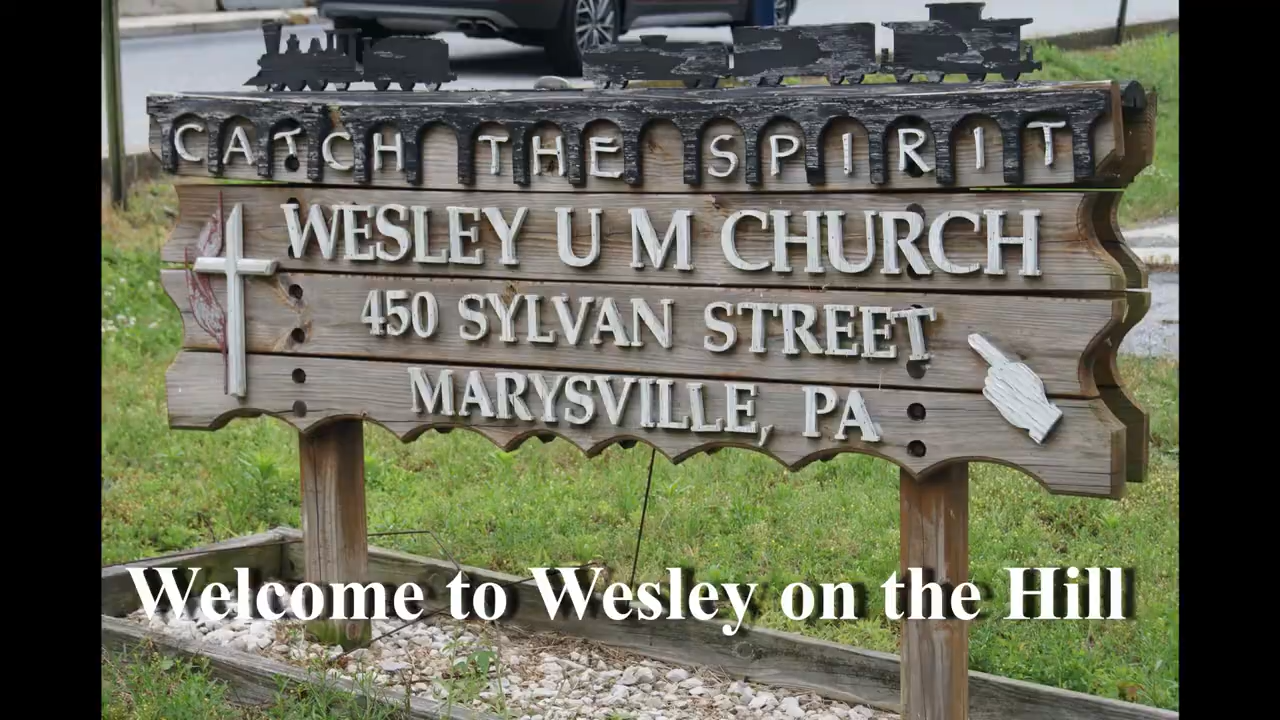 CATCH THE SPIRIT
WESLEY U M CHURCH
450 SYLVAN STREET
MARYSVILLE, PA
Welcome to Wesley on the Hill